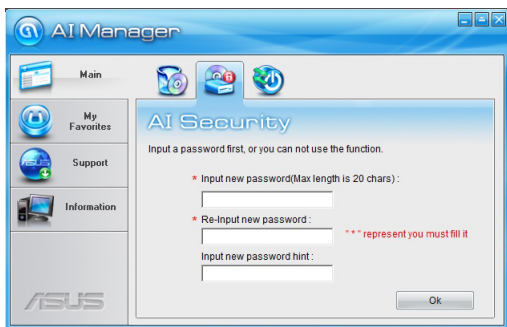 AI Manager
Main
My
Favorites
Support
Information
AI Security
Input a password first, or you can not use the function.
* Input new password(Max length is 20 chars) :
* Re-Input new password :
" * " represent you must fill it
Input new password hint :
Ok
ASUS